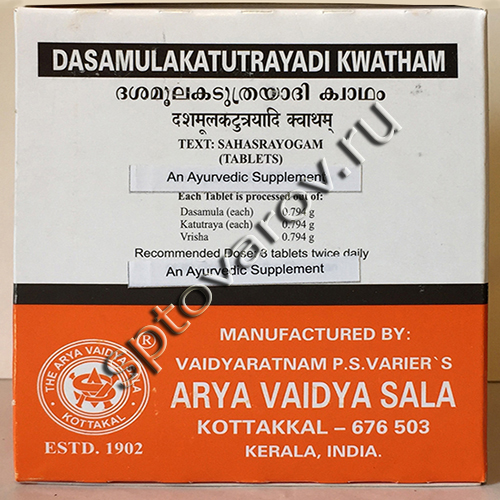 DASAMULAKATUTRAYADI KWATHAM
ദശമൂലകടുത്രയാദി ക്വാഥം
दशमूलकटुत्रयादि क्वाथम्
TEXT: SAHASRAYOGAM
(TABLETS)
An Ayurvedic Supplement
Each Tablet is processed out of:
Dasamula (each) 0.794 g
Katutraya (each) 0.794 g
Vrisha 0.794 g
Recommended Dose: 3 tablets twice daily
An Ayurvedic Supplement
MANUFACTURED BY:
VAIDYARATNAM P.S.VARIER`S
ARYA VAIDYA SALA
KOTTAKKAL – 676 503
KERALA, INDIA.
THE ARYA VAIDYA SALA
KOTTAKAL
®
ESTD. 1902
sptovarov.ru